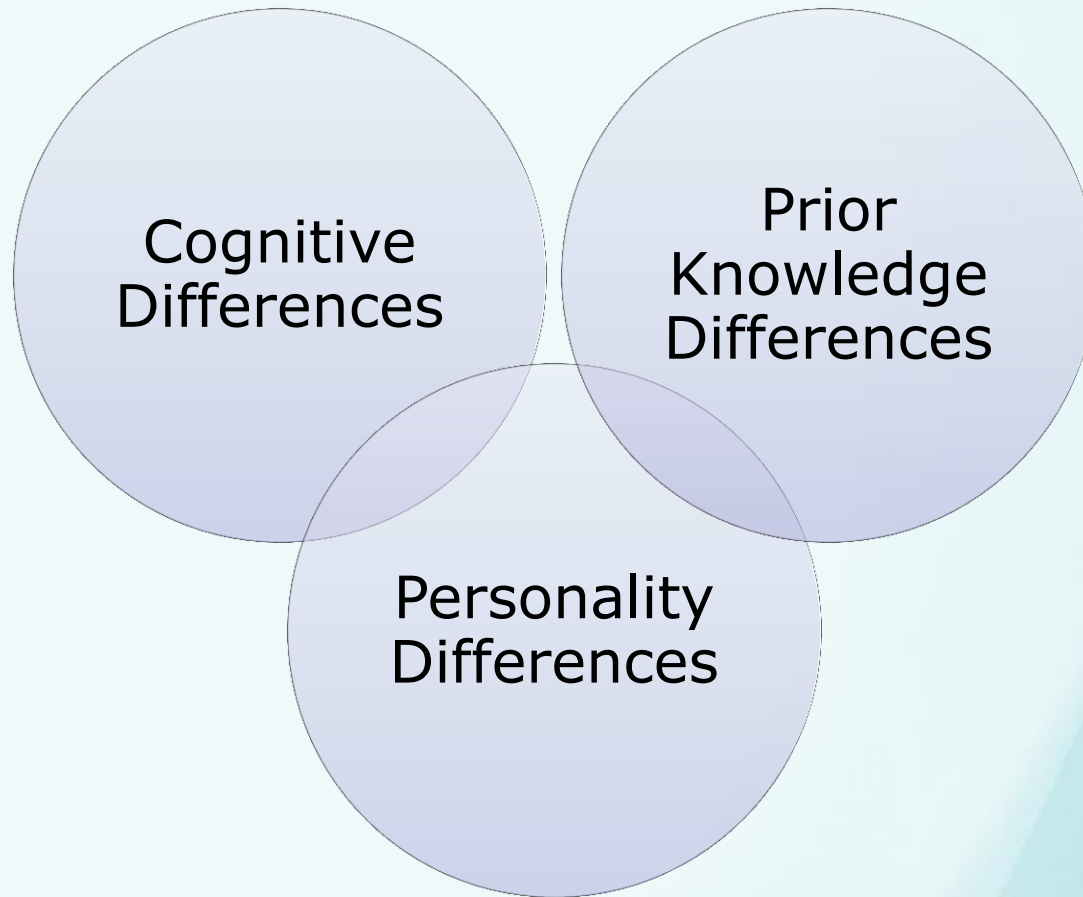 Cognitive
Differences
Prior
Knowledge
Differences
Personality
Differences